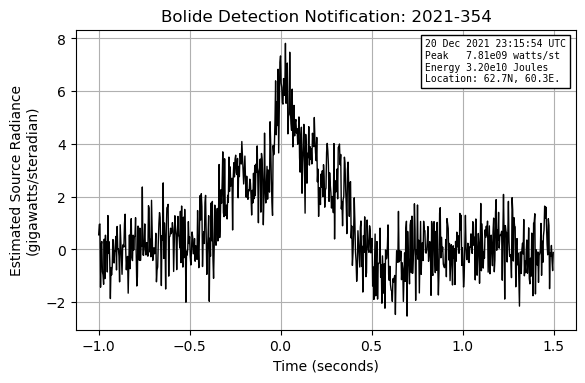 Bolide Detection Notification: 2021-354
20 Dec 2021 23:15:54 UTC
Peak   7.81e09 watts/st
Energy 3.20e10 Joules
Location: 62.7N, 60.3E.
Estimated Source Radiance
(gigawatts/steradian)
8
6
4
2
0
−2
−1.0 −0.5 0.0 0.5 1.0 1.5
Time (seconds)